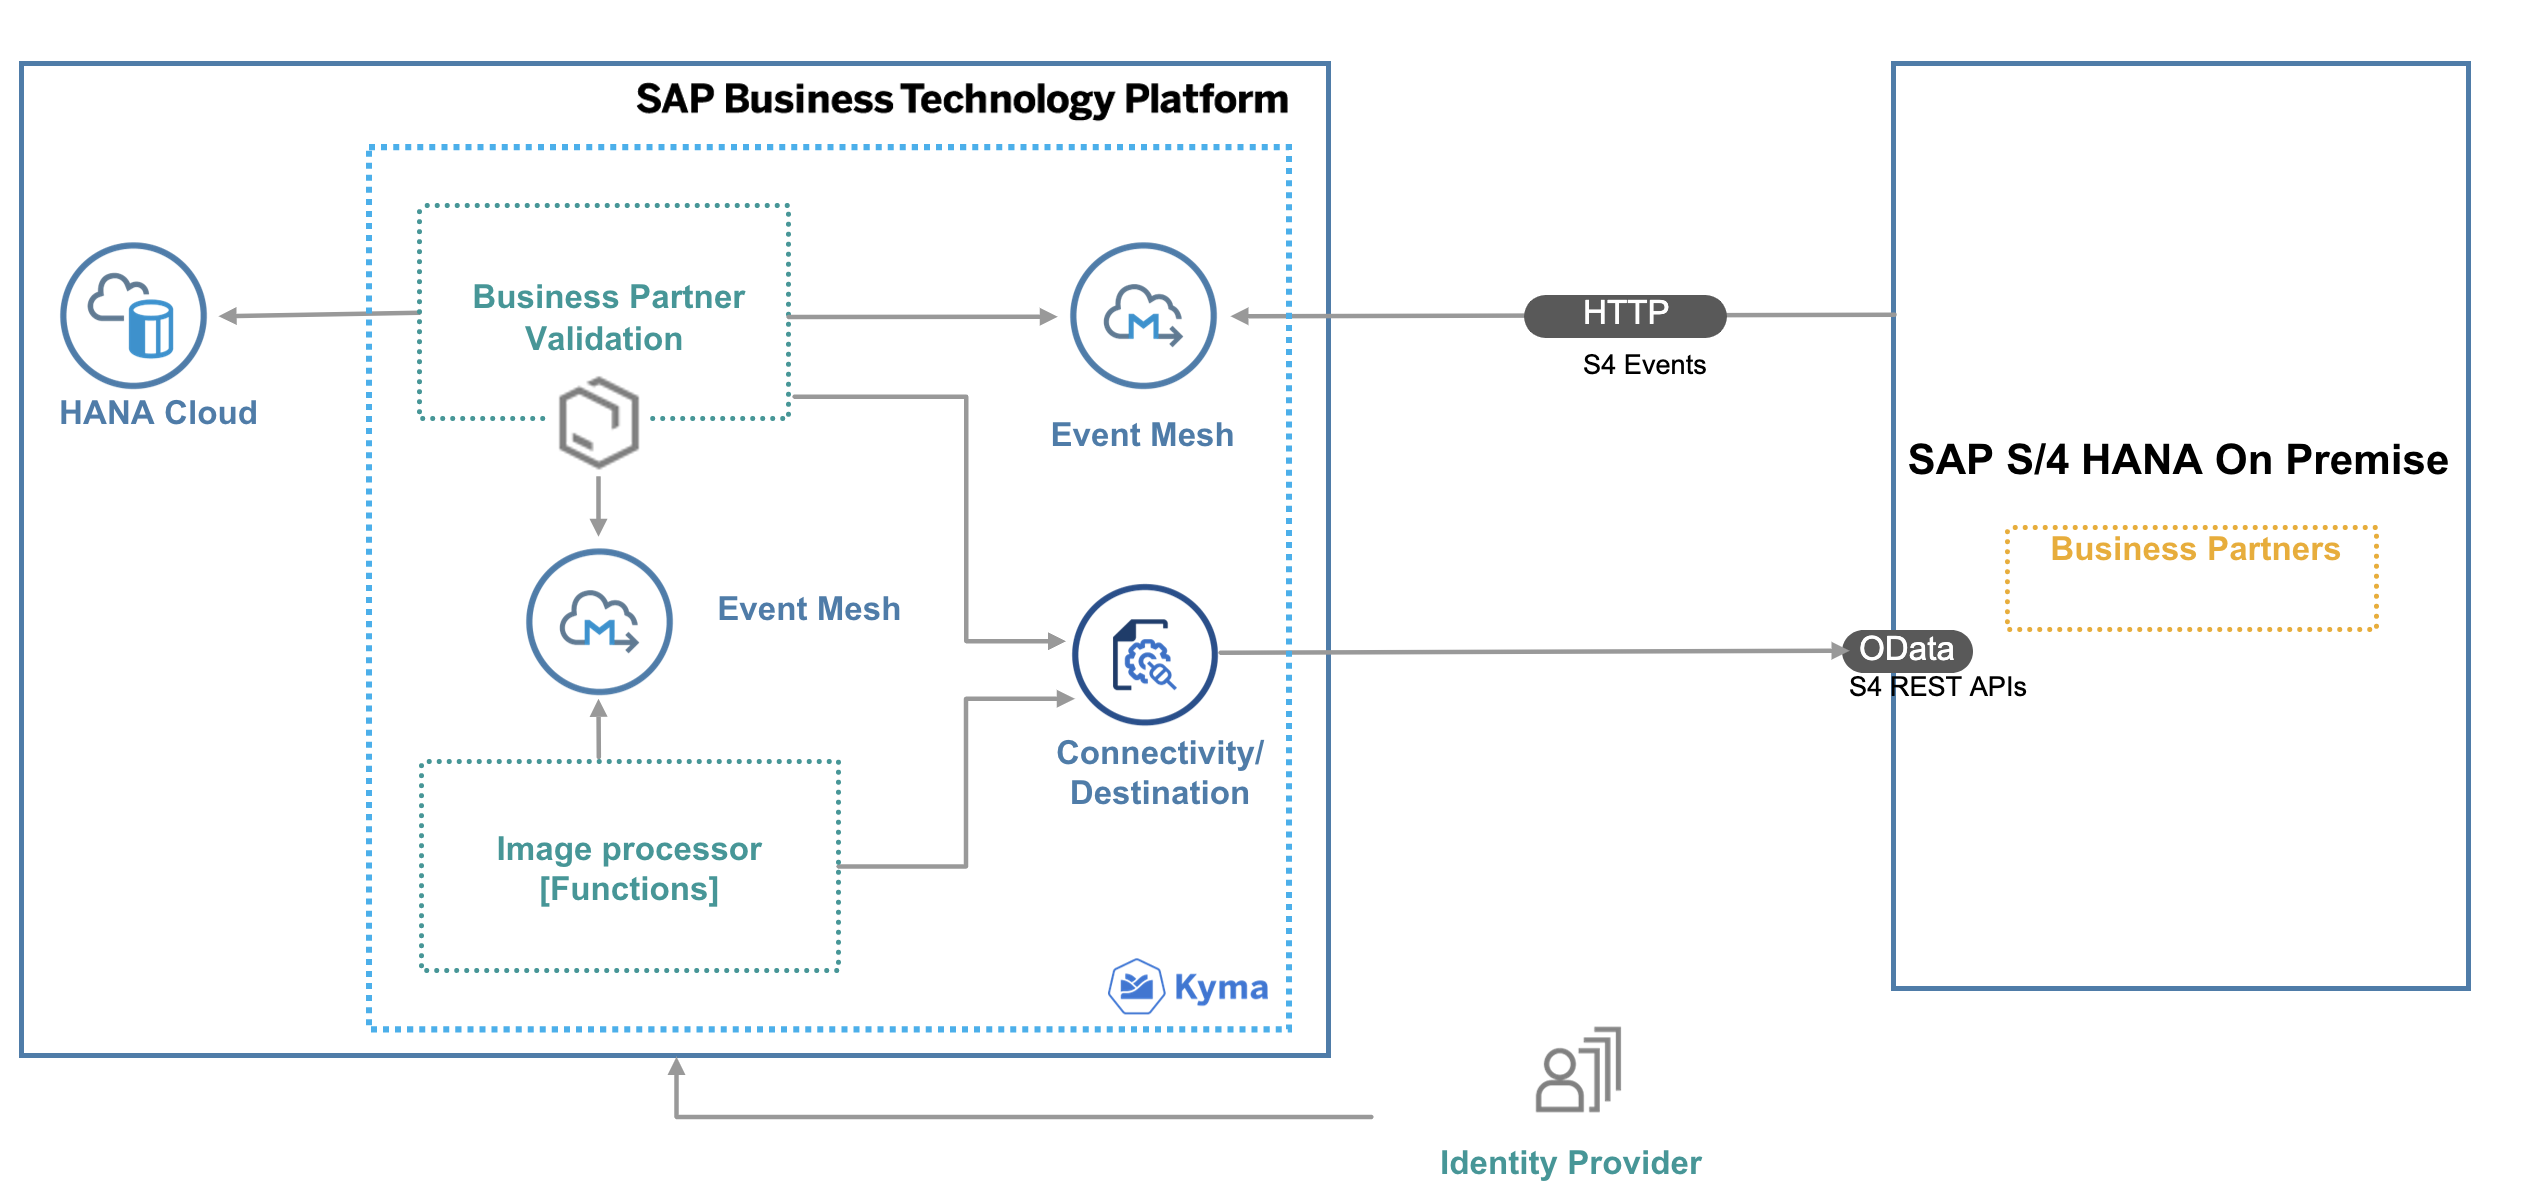 SAP Business Technology Platform
Business Partner
Validation
HANA Cloud
Event Mesh
HTTP
S4 Events
SAP S/4 HANA On Premise
Business Partners
Event Mesh
OData
S4 REST APIs
Connectivity/
Destination
Image processor
[Functions]
Kyma
Identity Provider